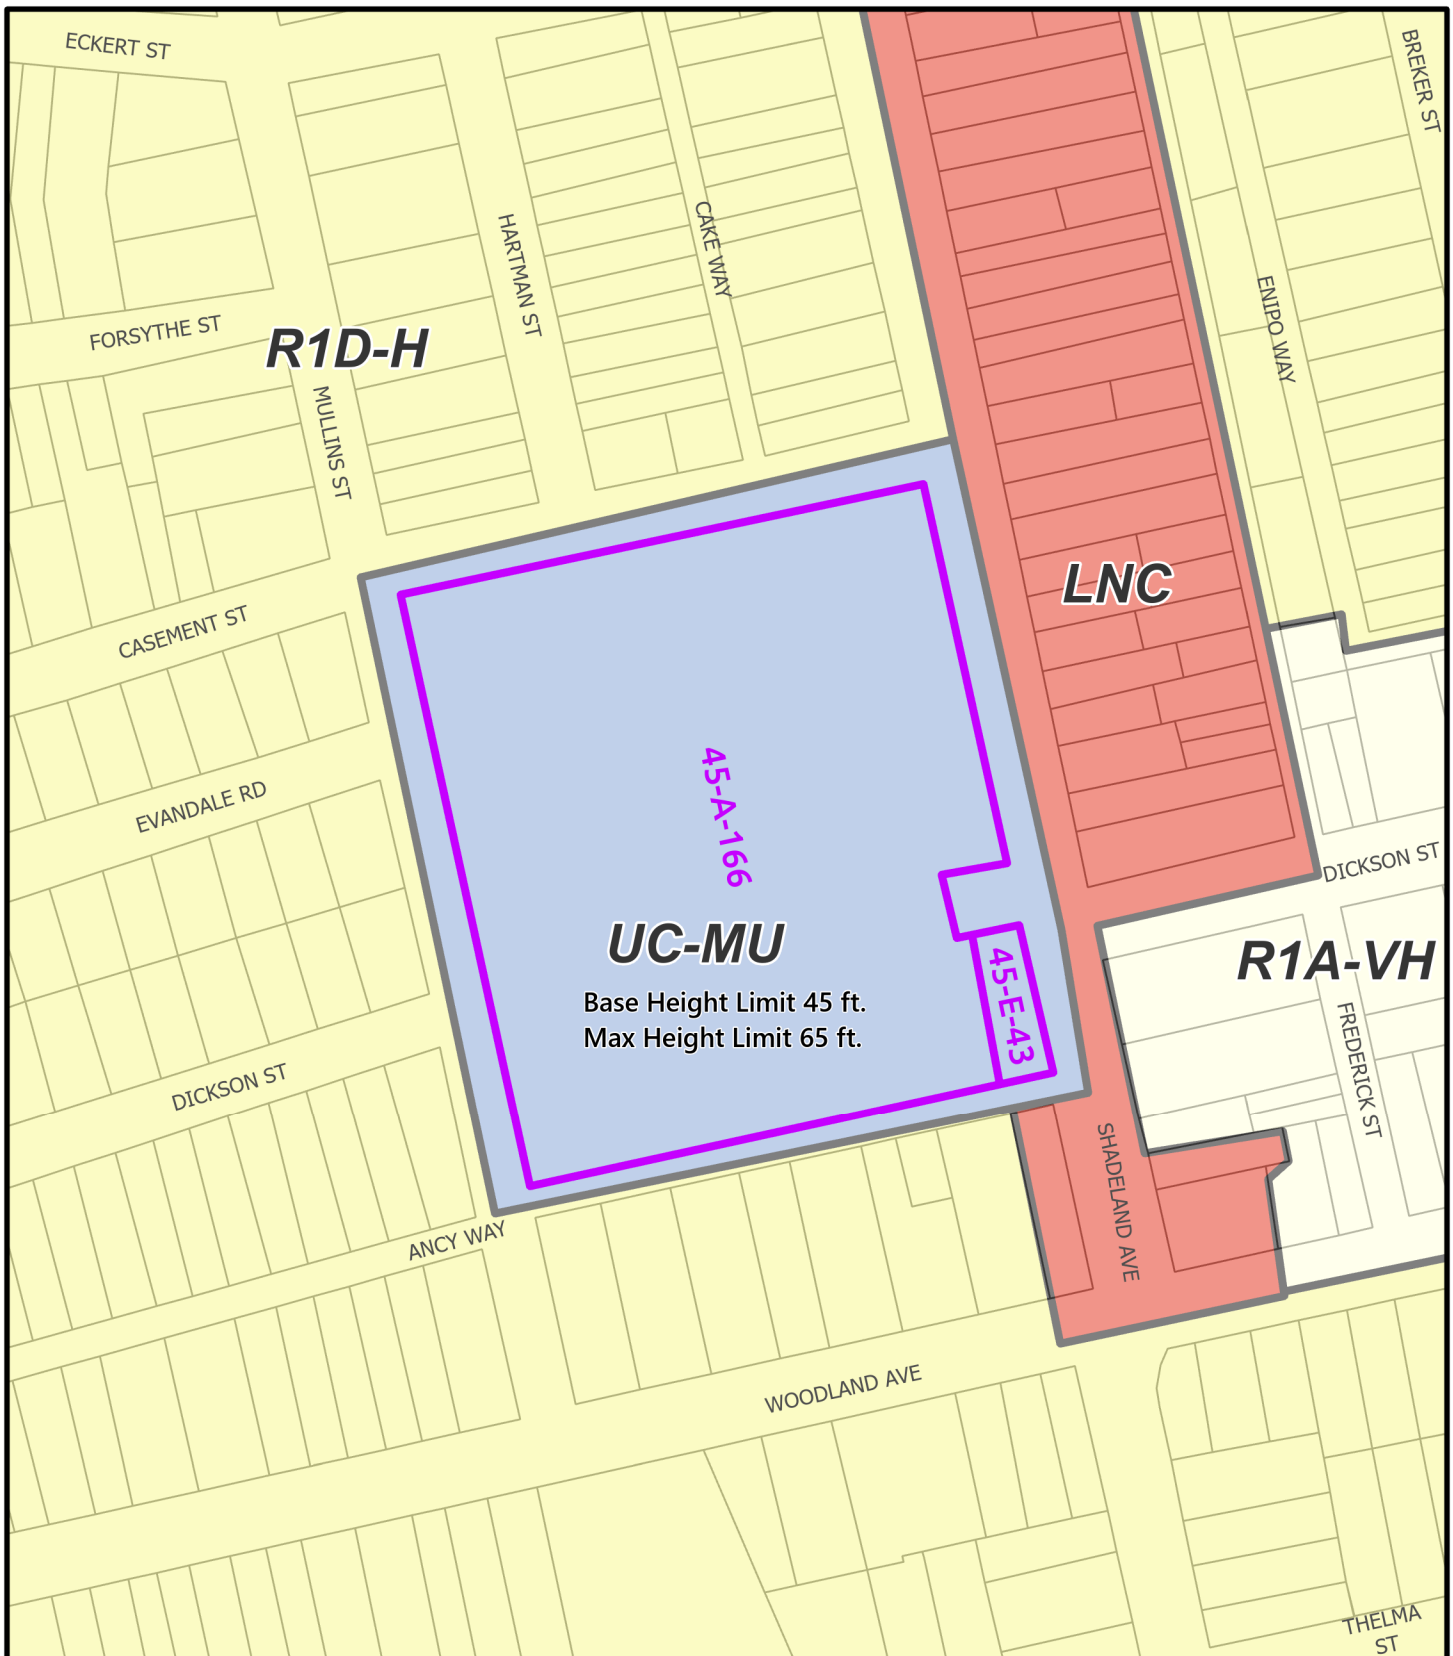 ECKERT ST
BREKER ST
HARTMAN ST
CAKE WAY
ENIPO WAY
FORSYTHE ST
R1D-H
MULLINS ST
CASEMENT ST
LNC
EVANDALE RD
45-A-166
DICKSON ST
UC-MU
R1A-VH
Base Height Limit 45 ft.
Max Height Limit 65 ft.
45-E-43
FREDERICK ST
DICKSON ST
SHADELAND AVE
ANCY WAY
WOODLAND AVE
THELMA
ST